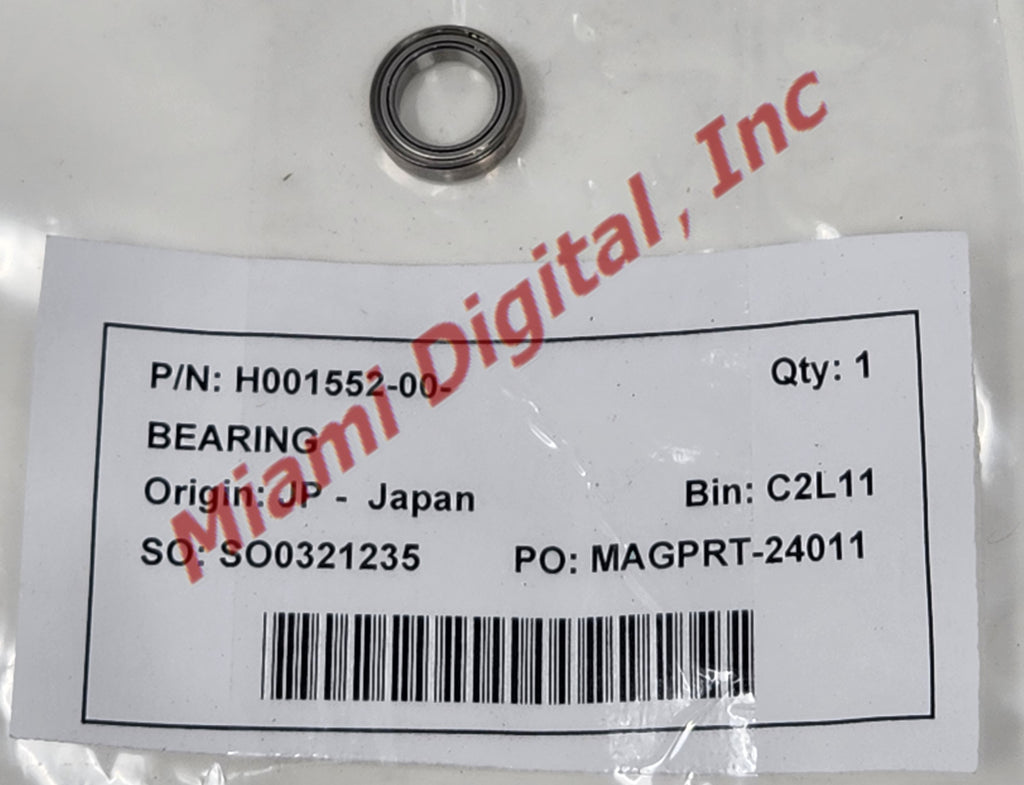 Miami Digital, Inc
P/N: H001552-00-
Qty: 1
BEARING
Origin: JP - Japan
Bin: C2L11
SO: SO0321235
PO: MAGPRT-24011